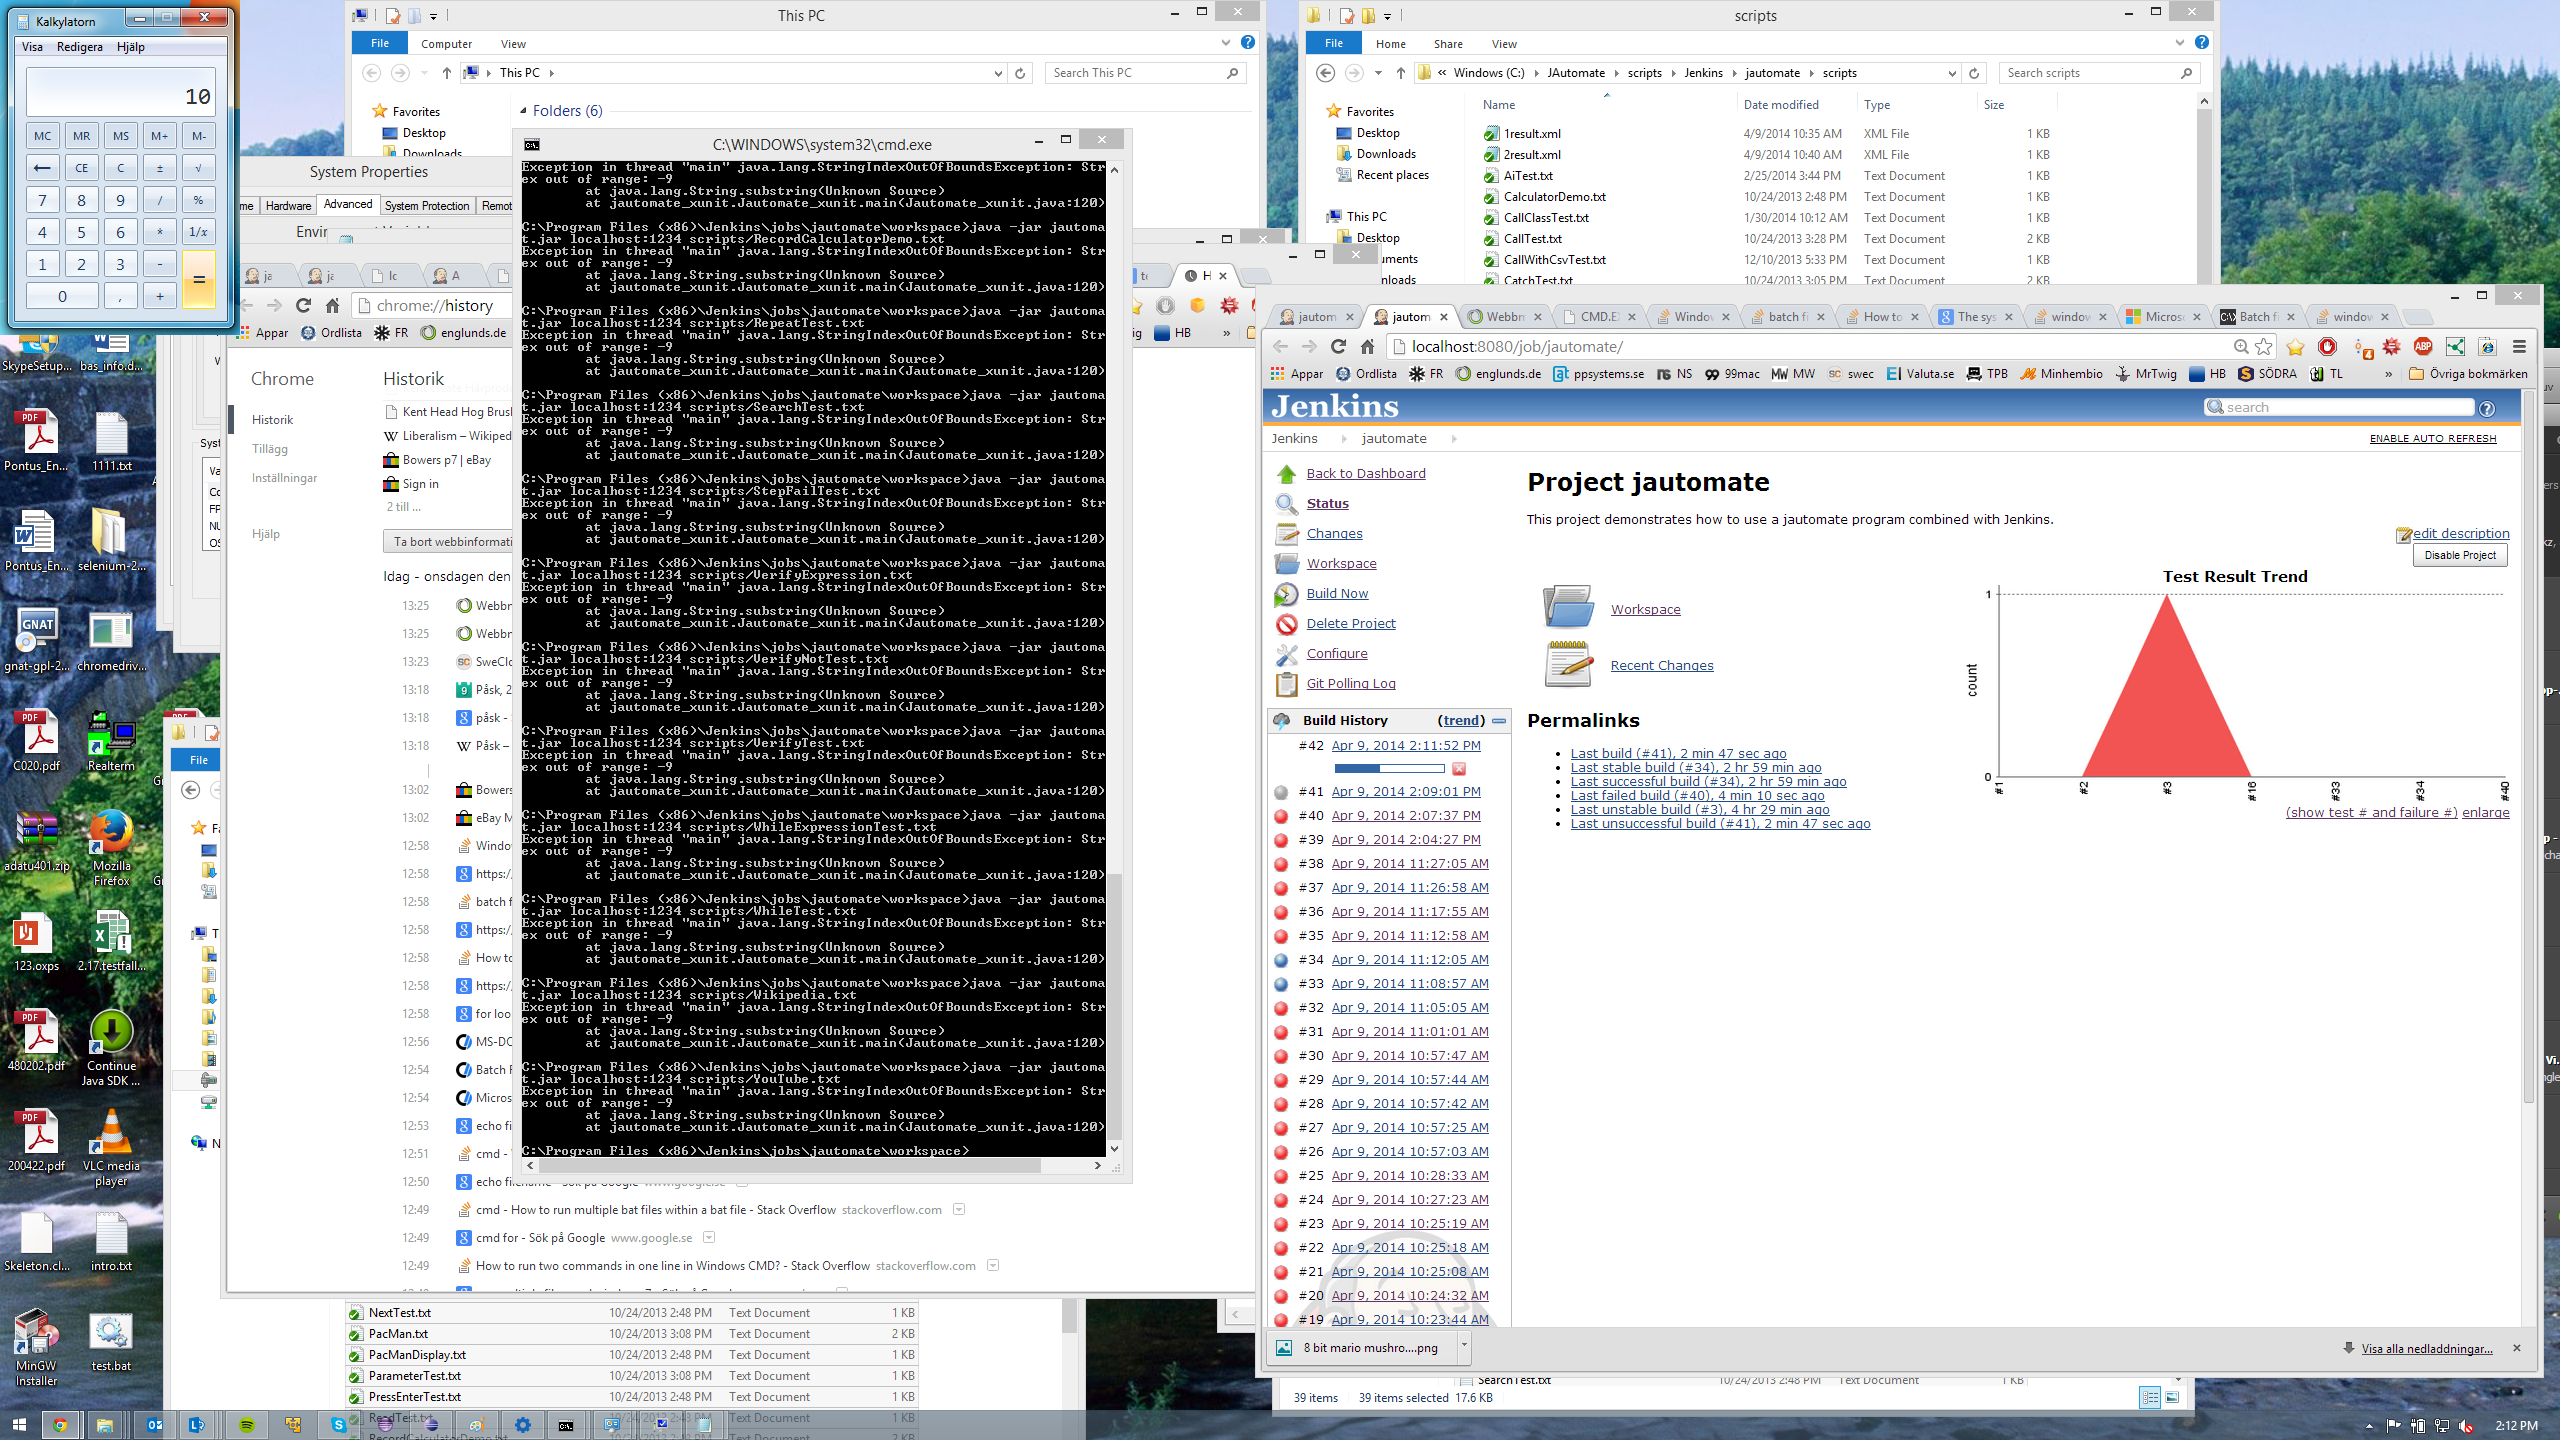 Kalkylatorn
Visa Redigera Hjälp
10
MC MR MS M+ M-
CE C ± √
7 8 9 / %
4 5 6 * 1/x
1 2 3 - =
0 , +
This PC
File Computer View
This PC
Search This PC
Favorites
Desktop
Downloads
Folders (6)
System Properties
Hardware Advanced System Protection
scripts
File Home Share View
« Windows (C:) JAutomate scripts Jenkins jautomate scripts
Search scripts
Favorites
Desktop
Downloads
Recent places
This PC
Desktop
Name Date modified Type Size
1result.xml 4/9/2014 10:35 AM XML File 1 KB
2result.xml 4/9/2014 10:40 AM XML File 1 KB
AiTest.txt 2/25/2014 3:44 PM Text Document 1 KB
CalculatorDemo.txt 10/24/2013 2:48 PM Text Document 1 KB
CallClassTest.txt 1/30/2014 10:12 AM Text Document 1 KB
CallTest.txt 10/24/2013 3:28 PM Text Document 2 KB
CallWithCsvTest.txt 12/10/2013 5:33 PM Text Document 1 KB
CatchTest.txt 10/24/2013 3:05 PM Text Document 1 KB
C:\WINDOWS\system32\cmd.exe
Exception in thread "main" java.lang.StringIndexOutOfBoundsException: Str
ex out of range: -9
at java.lang.String.substring(Unknown Source)
at jautomate_xunit.Jautomate_xunit.main(Jautomate_xunit.java:120)
C:\Program Files (x86)\Jenkins\jobs\jautomate\workspace>java -jar jautoma
t.jar localhost:1234 scripts/RecordCalculatorDemo.txt
Exception in thread "main" java.lang.StringIndexOutOfBoundsException: Str
ex out of range: -9
at java.lang.String.substring(Unknown Source)
at jautomate_xunit.Jautomate_xunit.main(Jautomate_xunit.java:120)
C:\Program Files (x86)\Jenkins\jobs\jautomate\workspace>java -jar jautoma
t.jar localhost:1234 scripts/RepeatTest.txt
Exception in thread "main" java.lang.StringIndexOutOfBoundsException: Str
ex out of range: -9
at java.lang.String.substring(Unknown Source)
at jautomate_xunit.Jautomate_xunit.main(Jautomate_xunit.java:120)
C:\Program Files (x86)\Jenkins\jobs\jautomate\workspace>java -jar jautoma
t.jar localhost:1234 scripts/SearchTest.txt
Exception in thread "main" java.lang.StringIndexOutOfBoundsException: Str
ex out of range: -9
at java.lang.String.substring(Unknown Source)
at jautomate_xunit.Jautomate_xunit.main(Jautomate_xunit.java:120)
C:\Program Files (x86)\Jenkins\jobs\jautomate\workspace>java -jar jautoma
t.jar localhost:1234 scripts/StepFailTest.txt
Exception in thread "main" java.lang.StringIndexOutOfBoundsException: Str
ex out of range: -9
at java.lang.String.substring(Unknown Source)
at jautomate_xunit.Jautomate_xunit.main(Jautomate_xunit.java:120)
C:\Program Files (x86)\Jenkins\jobs\jautomate\workspace>java -jar jautoma
t.jar localhost:1234 scripts/VerifyExpression.txt
Exception in thread "main" java.lang.StringIndexOutOfBoundsException: Str
ex out of range: -9
at java.lang.String.substring(Unknown Source)
at jautomate_xunit.Jautomate_xunit.main(Jautomate_xunit.java:120)
C:\Program Files (x86)\Jenkins\jobs\jautomate\workspace>java -jar jautoma
t.jar localhost:1234 scripts/VerifyNotTest.txt
Exception in thread "main" java.lang.StringIndexOutOfBoundsException: Str
ex out of range: -9
at java.lang.String.substring(Unknown Source)
at jautomate_xunit.Jautomate_xunit.main(Jautomate_xunit.java:120)
C:\Program Files (x86)\Jenkins\jobs\jautomate\workspace>java -jar jautoma
t.jar localhost:1234 scripts/VerifyTest.txt
Exception in thread "main" java.lang.StringIndexOutOfBoundsException: Str
ex out of range: -9
at java.lang.String.substring(Unknown Source)
at jautomate_xunit.Jautomate_xunit.main(Jautomate_xunit.java:120)
C:\Program Files (x86)\Jenkins\jobs\jautomate\workspace>java -jar jautoma
t.jar localhost:1234 scripts/WhileExpressionTest.txt
Exception in thread "main" java.lang.StringIndexOutOfBoundsException: Str
ex out of range: -9
at java.lang.String.substring(Unknown Source)
at jautomate_xunit.Jautomate_xunit.main(Jautomate_xunit.java:120)
C:\Program Files (x86)\Jenkins\jobs\jautomate\workspace>java -jar jautoma
t.jar localhost:1234 scripts/WhileTest.txt
Exception in thread "main" java.lang.StringIndexOutOfBoundsException: Str
ex out of range: -9
at java.lang.String.substring(Unknown Source)
at jautomate_xunit.Jautomate_xunit.main(Jautomate_xunit.java:120)
C:\Program Files (x86)\Jenkins\jobs\jautomate\workspace>java -jar jautoma
t.jar localhost:1234 scripts/Wikipedia.txt
Exception in thread "main" java.lang.StringIndexOutOfBoundsException: Str
ex out of range: -9
at java.lang.String.substring(Unknown Source)
at jautomate_xunit.Jautomate_xunit.main(Jautomate_xunit.java:120)
C:\Program Files (x86)\Jenkins\jobs\jautomate\workspace>java -jar jautoma
t.jar localhost:1234 scripts/YouTube.txt
Exception in thread "main" java.lang.StringIndexOutOfBoundsException: Str
ex out of range: -9
at java.lang.String.substring(Unknown Source)
at jautomate_xunit.Jautomate_xunit.main(Jautomate_xunit.java:120)
C:\Program Files (x86)\Jenkins\jobs\jautomate\workspace>
chrome://history
Appar Ordlista FR englunds.de HB
Chrome
Historik
Tillägg
Inställningar
Hjälp
Historik
Kent Head Hog Brush
Liberalism – Wikiped
Bowers p7 | eBay
Sign in
2 till ...
Ta bort webbinformati
Idag - onsdagen den
13:25 Webbr
13:25 Webbr
13:23 SweClo
13:18 Påsk, 2
13:18 påsk -
13:18 Påsk –
13:02 Bowers
13:02 eBay M
12:58 Window
12:58 https:/
12:58 batch f
12:58 https:/
12:58 How to
12:58 https:/
12:58 for loo
12:56 MS-DO
12:54 Batch F
12:54 Micros
12:53 echo fi
12:51 cmd -
12:50 echo filename - Sök på Google www.google.se
12:49 cmd - How to run multiple bat files within a bat file - Stack Overflow stackoverflow.com
12:49 cmd for - Sök på Google www.google.se
12:49 How to run two commands in one line in Windows CMD? - Stack Overflow stackoverflow.com
jautom jautom Webbr CMD.E Window batch fi How to The sys window Microso Batch fi window
localhost:8080/job/jautomate/
Appar Ordlista FR englunds.de ppsystems.se NS 99mac MW swec Valuta.se TPB Minhembio MrTwig HB SÖDRA TL » Övriga bokmärken
Jenkins
search
Jenkins jautomate
ENABLE AUTO REFRESH
Back to Dashboard
Status
Changes
Workspace
Build Now
Delete Project
Configure
Git Polling Log
Build History (trend)
#42 Apr 9, 2014 2:11:52 PM
#41 Apr 9, 2014 2:09:01 PM
#40 Apr 9, 2014 2:07:37 PM
#39 Apr 9, 2014 2:04:27 PM
#38 Apr 9, 2014 11:27:05 AM
#37 Apr 9, 2014 11:26:58 AM
#36 Apr 9, 2014 11:17:55 AM
#35 Apr 9, 2014 11:12:58 AM
#34 Apr 9, 2014 11:12:05 AM
#33 Apr 9, 2014 11:08:57 AM
#32 Apr 9, 2014 11:05:05 AM
#31 Apr 9, 2014 11:01:01 AM
#30 Apr 9, 2014 10:57:47 AM
#29 Apr 9, 2014 10:57:44 AM
#28 Apr 9, 2014 10:57:42 AM
#27 Apr 9, 2014 10:57:25 AM
#26 Apr 9, 2014 10:57:03 AM
#25 Apr 9, 2014 10:28:33 AM
#24 Apr 9, 2014 10:27:23 AM
#23 Apr 9, 2014 10:25:19 AM
#22 Apr 9, 2014 10:25:18 AM
#21 Apr 9, 2014 10:25:08 AM
#20 Apr 9, 2014 10:24:32 AM
#19 Apr 9, 2014 10:23:44 AM
Project jautomate
This project demonstrates how to use a jautomate program combined with Jenkins.
edit description
Disable Project
Workspace
Recent Changes
Test Result Trend
count
1
0
#1 #2 #3 #16 #33 #34 #40
(show test # and failure #) enlarge
Permalinks
Last build (#41), 2 min 47 sec ago
Last stable build (#34), 2 hr 59 min ago
Last successful build (#34), 2 hr 59 min ago
Last failed build (#40), 4 min 10 sec ago
Last unstable build (#3), 4 hr 29 min ago
Last unsuccessful build (#41), 2 min 47 sec ago
8 bit mario mushro....png
Visa alla nedladdningar...
SearchTest.txt 10/24/2013 2:48 PM Text Document 1 KB
39 items 39 items selected 17.6 KB
SkypeSetup... bas_info.d...
Pontus_En... 1111.txt
Pontus_En... selenium-2...
gnat-gpl-2... chromedriv...
C020.pdf Realterm
adatu401.zip Mozilla Firefox
123.oxps 2.17.testfall...
480202.pdf Continue Java SDK ...
200422.pdf VLC media player
Skeleton.cl... intro.txt
MinGW Installer test.bat
File
NextTest.txt 10/24/2013 2:48 PM Text Document 1 KB
PacMan.txt 10/24/2013 3:08 PM Text Document 2 KB
PacManDisplay.txt 10/24/2013 2:48 PM Text Document 1 KB
ParameterTest.txt 10/24/2013 3:08 PM Text Document 1 KB
PressEnterTest.txt 10/24/2013 2:48 PM Text Document 1 KB
ReadTest.txt 10/24/2013 2:43 PM Text Document 1 KB
2:12 PM